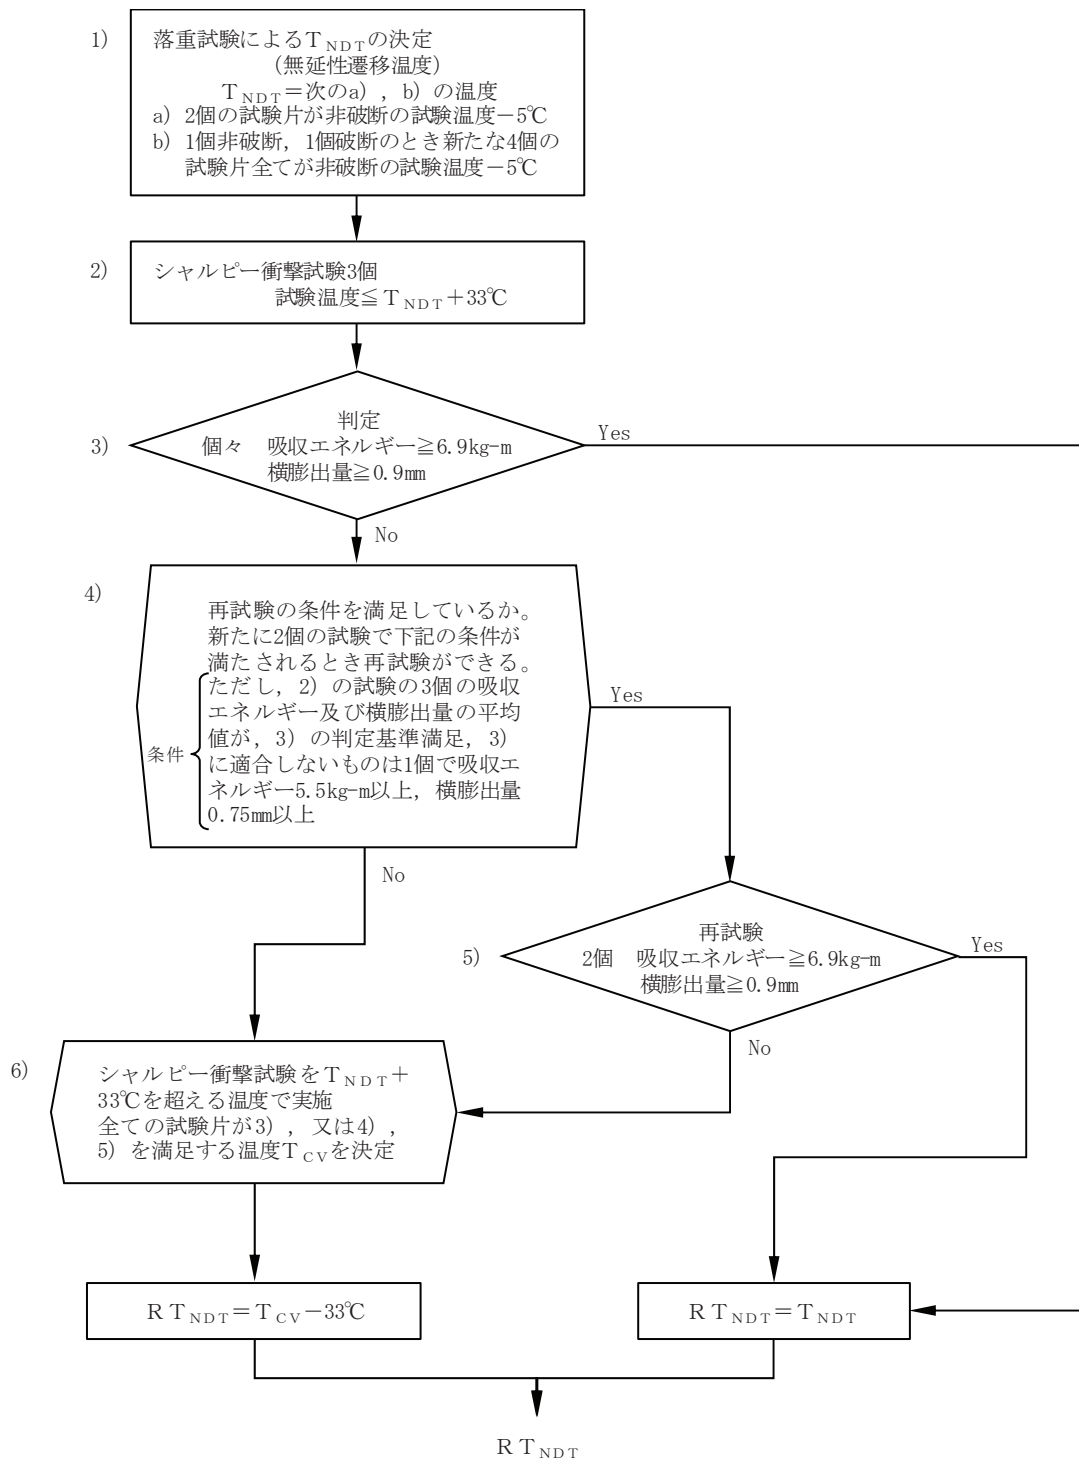 1) 落重試験によるTNDTの決定
(無延性遷移温度)
TNDT=次のa), b)の温度
a) 2個の試験片が非破断の試験温度-5℃
b) 1個非破断, 1個破断のとき新たな4個の
試験片全てが非破断の試験温度-5℃
2) シャルピー衝撃試験3個
試験温度≦TNDT+33℃
判定
3) 個々 吸収エネルギー≧6.9kg-m
横膨出量≧0.9mm
Yes
No
4) 再試験の条件を満足しているか。
新たに2個の試験で下記の条件が
満たされるとき再試験ができる。
条件
ただし, 2)の試験の3個の吸収
エネルギー及び横膨出量の平均
値が, 3)の判定基準満足, 3)
に適合しないものは1個で吸収エ
ネルギー5.5kg-m以上, 横膨出量
0.75mm以上
Yes
No
再試験
5) 2個 吸収エネルギー≧6.9kg-m
横膨出量≧0.9mm
Yes
No
6) シャルピー衝撃試験をTNDT+
33℃を超える温度で実施
全ての試験片が3), 又は4),
5)を満足する温度TCVを決定
RTNDT=TCV-33℃
RTNDT=TNDT
RTNDT